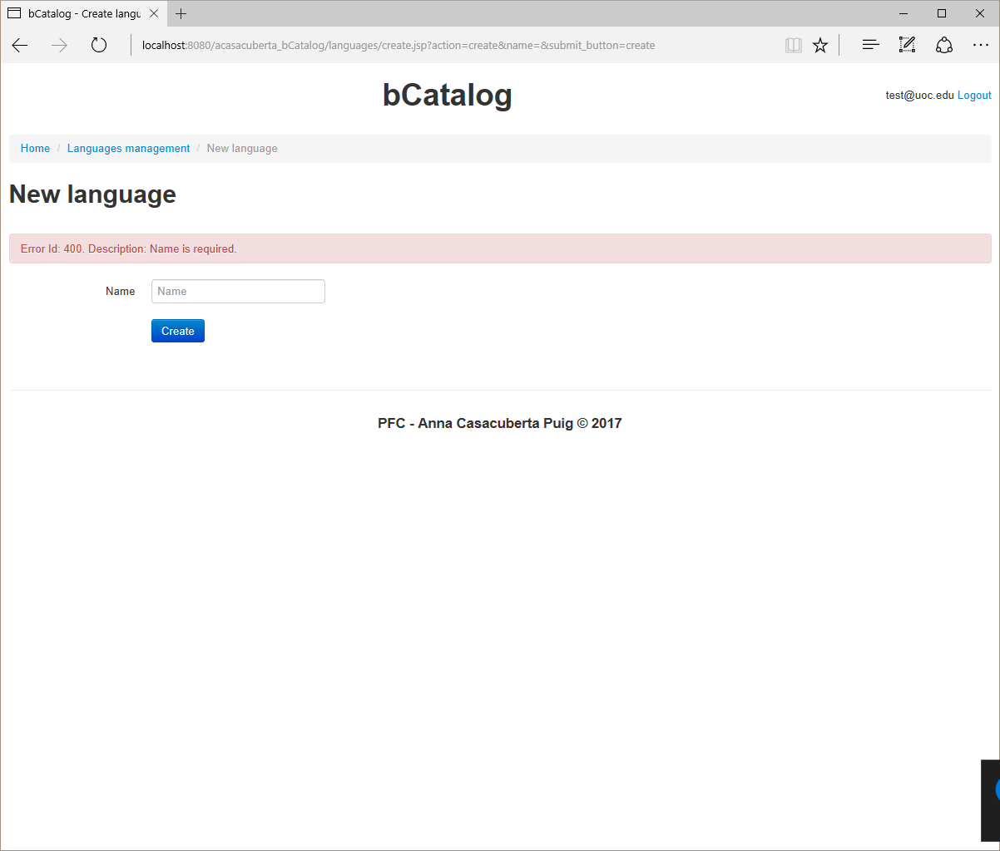 bCatalog - Create langu
localhost:8080/acasacuberta_bCatalog/languages/create.jsp?action=create&name=&submit_button=create
bCatalog
test@uoc.edu Logout
Home / Languages management / New language
New language
Error Id: 400. Description: Name is required.
Name Name
Create
PFC - Anna Casacuberta Puig © 2017